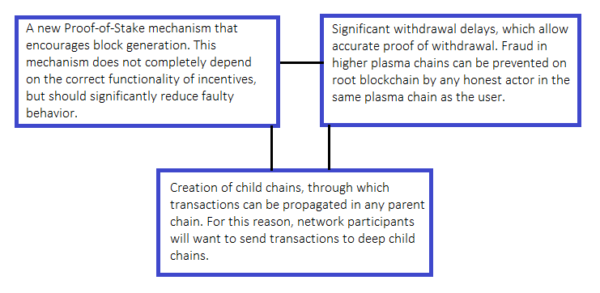 A new Proof-of-Stake mechanism that
encourages block generation. This
mechanism does not completely depend
on the correct functionality of incentives,
but should significantly reduce faulty
behavior.
Significant withdrawal delays, which allow
accurate proof of withdrawal. Fraud in
higher plasma chains can be prevented on
root blockchain by any honest actor in the
same plasma chain as the user.
Creation of child chains, through which
transactions can be propagated in any parent
chain. For this reason, network participants
will want to send transactions to deep child
chains.